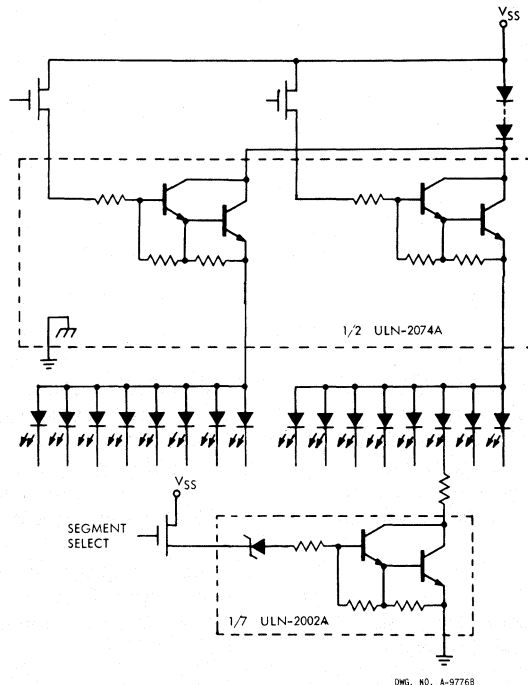 VSS
1/2 ULN-2074A
VSS
SEGMENT
SELECT
1/7 ULN-2002A
DWG. NO. A-9776B